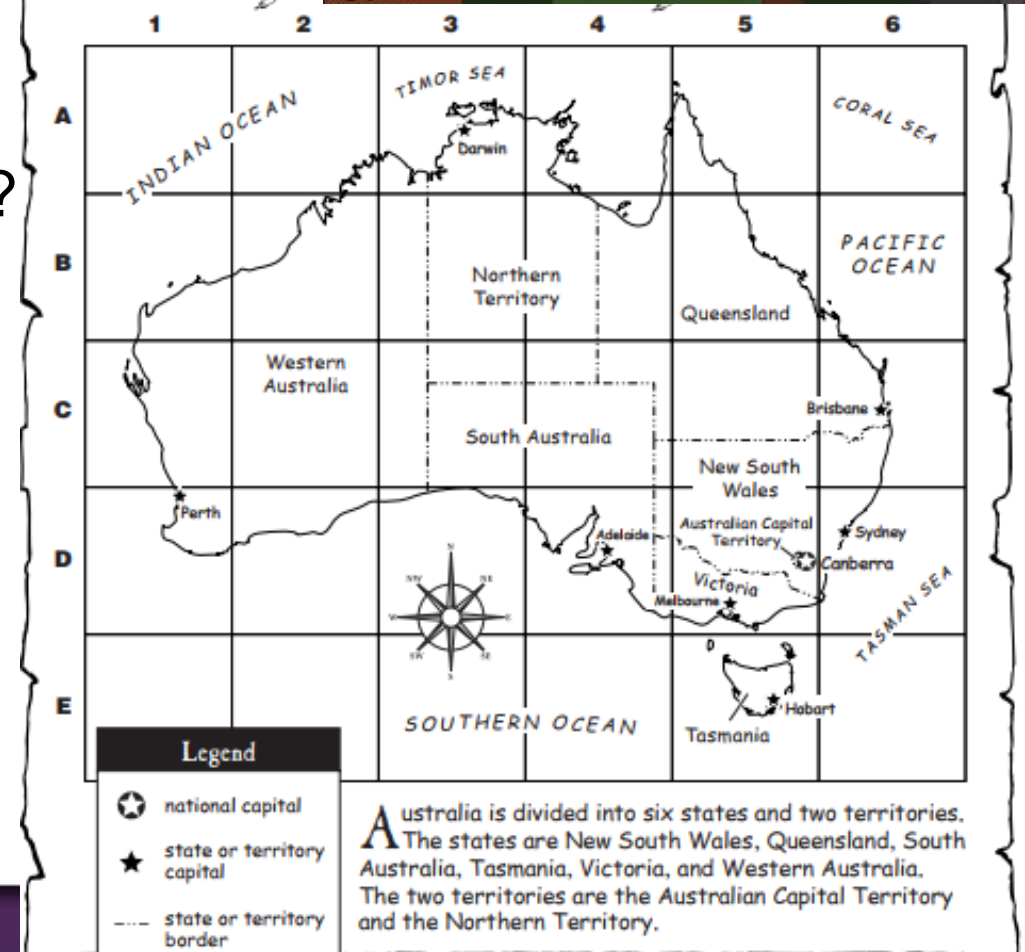 1 2 3 4 5 6
A
B
C
D
E
?
INDIAN OCEAN
TIMOR SEA
CORAL SEA
Darwin
PACIFIC
OCEAN
Northern
Territory
Queensland
Western
Australia
Brisbane
South Australia
New South
Wales
Perth
Adelaide
Australian Capital
Territory
Sydney
Canberra
Victoria
Melbourne
TASMAN SEA
N
NE
E
SE
S
SW
W
NW
SOUTHERN OCEAN
Hobart
Tasmania
Legend
national capital
state or territory
capital
state or territory
border
Australia is divided into six states and two territories.
The states are New South Wales, Queensland, South
Australia, Tasmania, Victoria, and Western Australia.
The two territories are the Australian Capital Territory
and the Northern Territory.